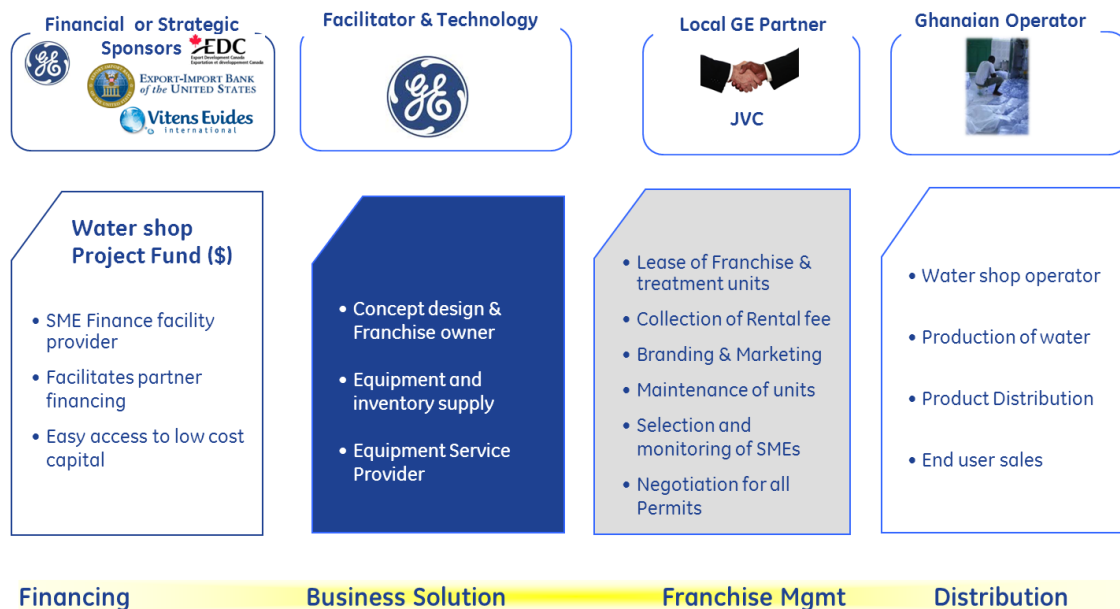 Financial or Strategic
Sponsors
GE
EDC
Export Development Canada
Exportation et développement Canada
EXPORT-IMPORT BANK
of the UNITED STATES
Vitens Evides
international
Facilitator & Technology
GE
Local GE Partner
JVC
Ghanaian Operator
Water shop
Project Fund ($)
• SME Finance facility
provider
• Facilitates partner
financing
• Easy access to low cost
capital
• Concept design &
Franchise owner
• Equipment and
inventory supply
• Equipment Service
Provider
• Lease of Franchise &
treatment units
• Collection of Rental fee
• Branding & Marketing
• Maintenance of units
• Selection and
monitoring of SMEs
• Negotiation for all
Permits
• Water shop operator
• Production of water
• Product Distribution
• End user sales
Financing
Business Solution
Franchise Mgmt
Distribution